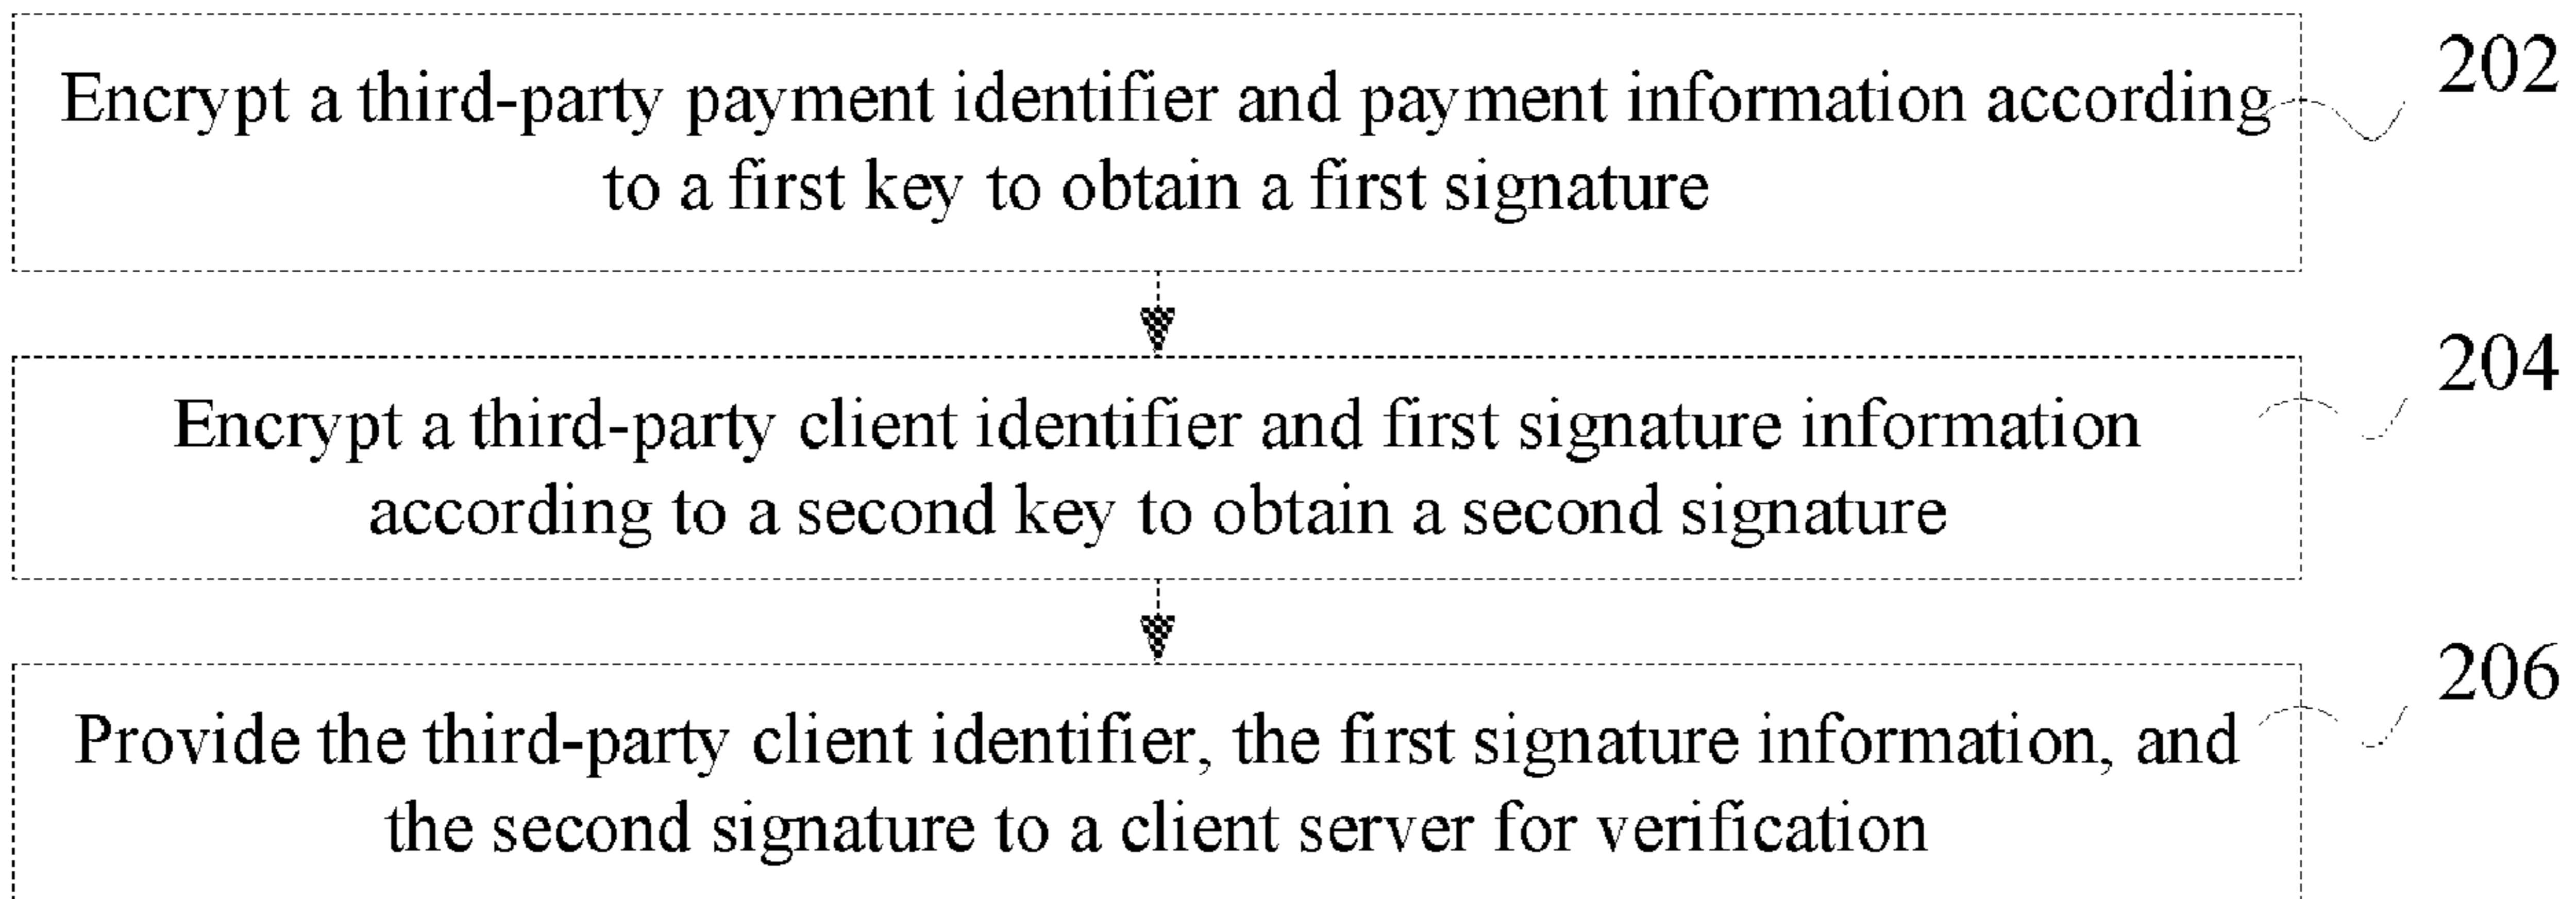 Encrypt a third-party payment identifier and payment information according
to a first key to obtain a first signature
202
Encrypt a third-party client identifier and first signature information
according to a second key to obtain a second signature
204
Provide the third-party client identifier, the first signature information, and
the second signature to a client server for verification
206